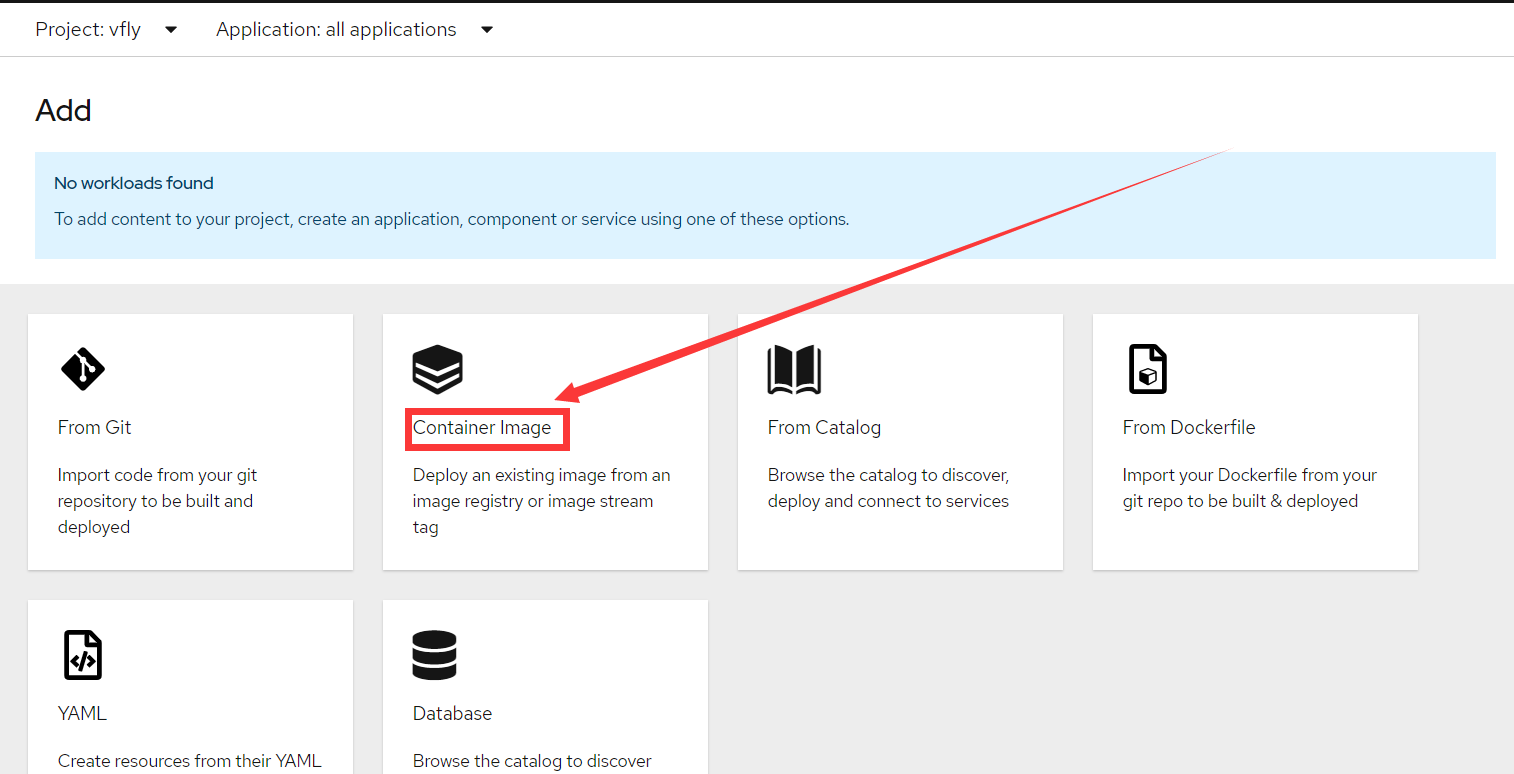 Project: vfly Application: all applications
Add
No workloads found
To add content to your project, create an application, component or service using one of these options.
From Git
Import code from your git
repository to be built and
deployed
Container Image
Deploy an existing image from an
image registry or image stream
tag
From Catalog
Browse the catalog to discover,
deploy and connect to services
From Dockerfile
Import your Dockerfile from your
git repo to be built & deployed
YAML
Create resources from their YAML
Database
Browse the catalog to discover